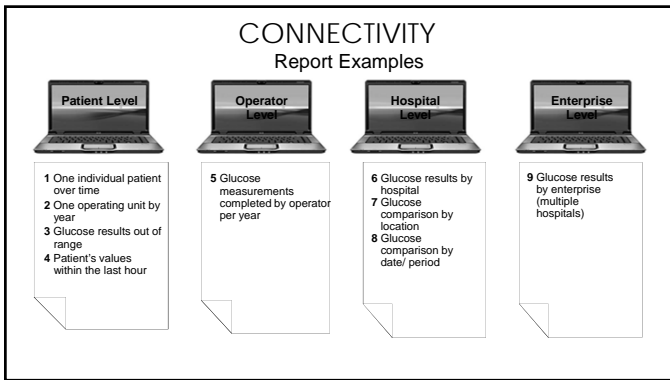 CONNECTIVITY
Report Examples
Patient Level
1 One individual patient
over time
2 One operating unit by
year
3 Glucose results out of
range
4 Patient's values
within the last hour
Operator
Level
5 Glucose
measurements
completed by operator
per year
Hospital
Level
6 Glucose results by
hospital
7 Glucose
comparison by
location
8 Glucose
comparison by
date/ period
Enterprise
Level
9 Glucose results
by enterprise
(multiple
hospitals)